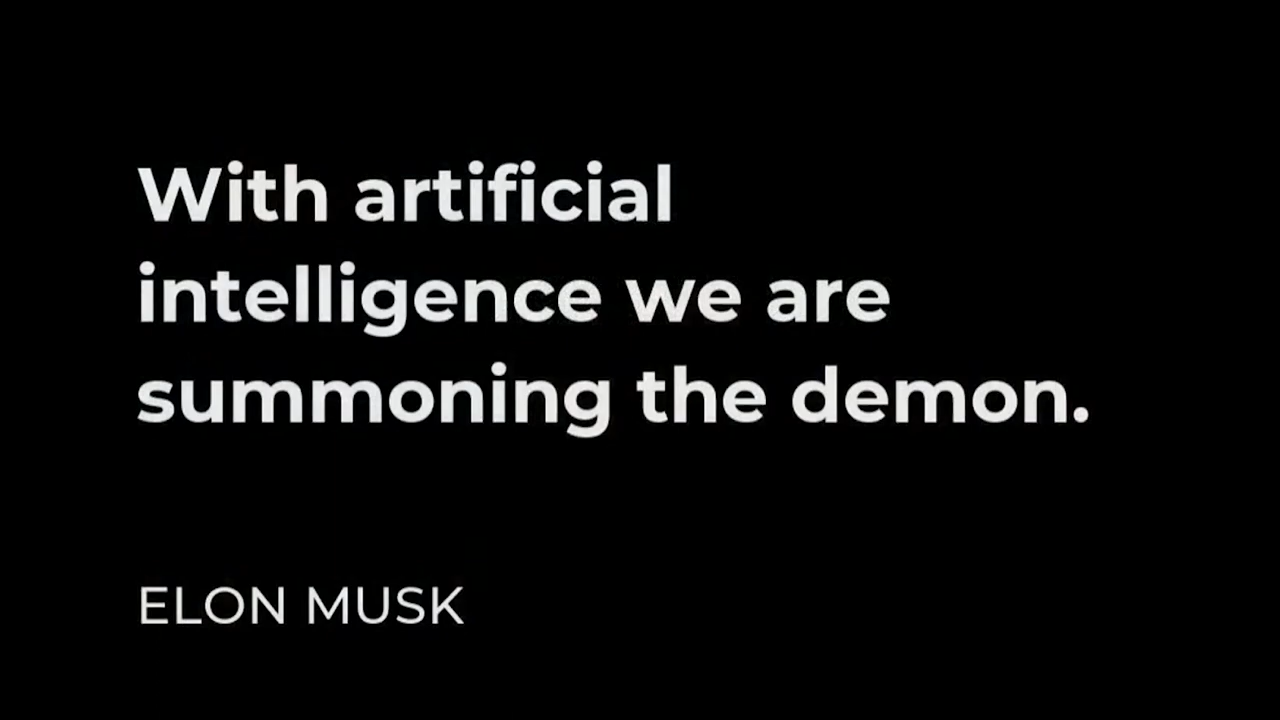 With artificial
intelligence we are
summoning the demon.
ELON MUSK